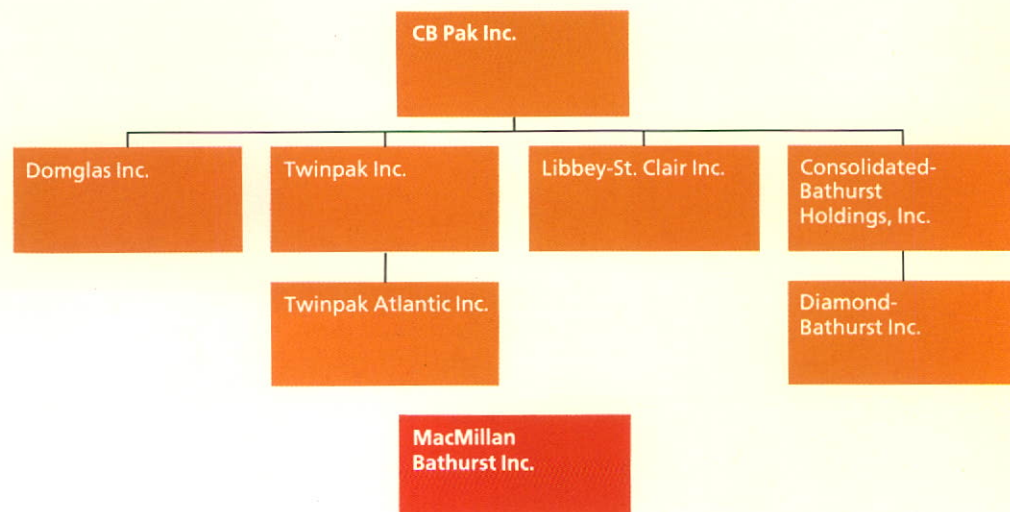 CB Pak Inc.
Domglas Inc.
Twinpak Inc.
Libbey-St. Clair Inc.
Consolidated-
Bathurst
Holdings, Inc.
Twinpak Atlantic Inc.
Diamond-
Bathurst Inc.
MacMillan
Bathurst Inc.